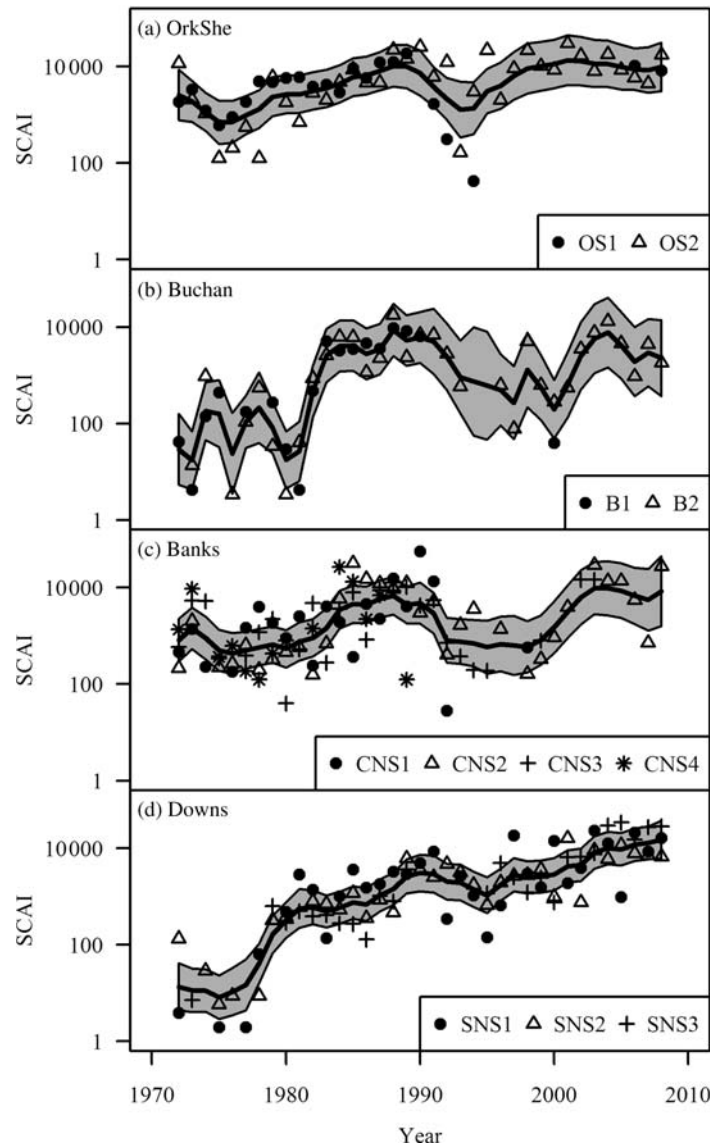 (a) OrkShe
SCAI
10000
100
1
OS1 OS2
(b) Buchan
SCAI
10000
100
1
B1 B2
(c) Banks
SCAI
10000
100
1
CNS1 CNS2 CNS3 CNS4
(d) Downs
SCAI
10000
100
1
SNS1 SNS2 SNS3
1970 1980 1990 2000 2010
Year